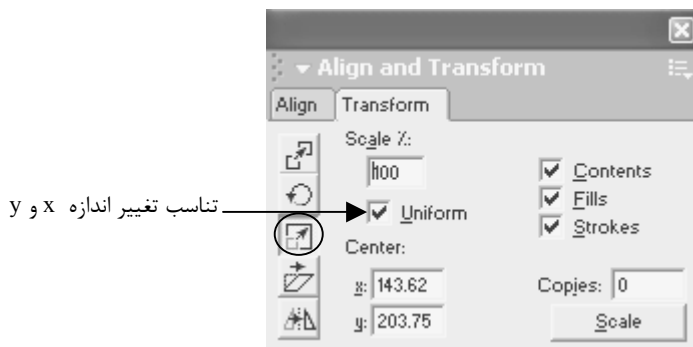 Align and Transform
Align Transform
Scale %:
100
Contents
Uniform
Fills
Strokes
تناسب تغییر اندازه x و y
Center:
x: 143.62
Copies: 0
y: 203.75
Scale